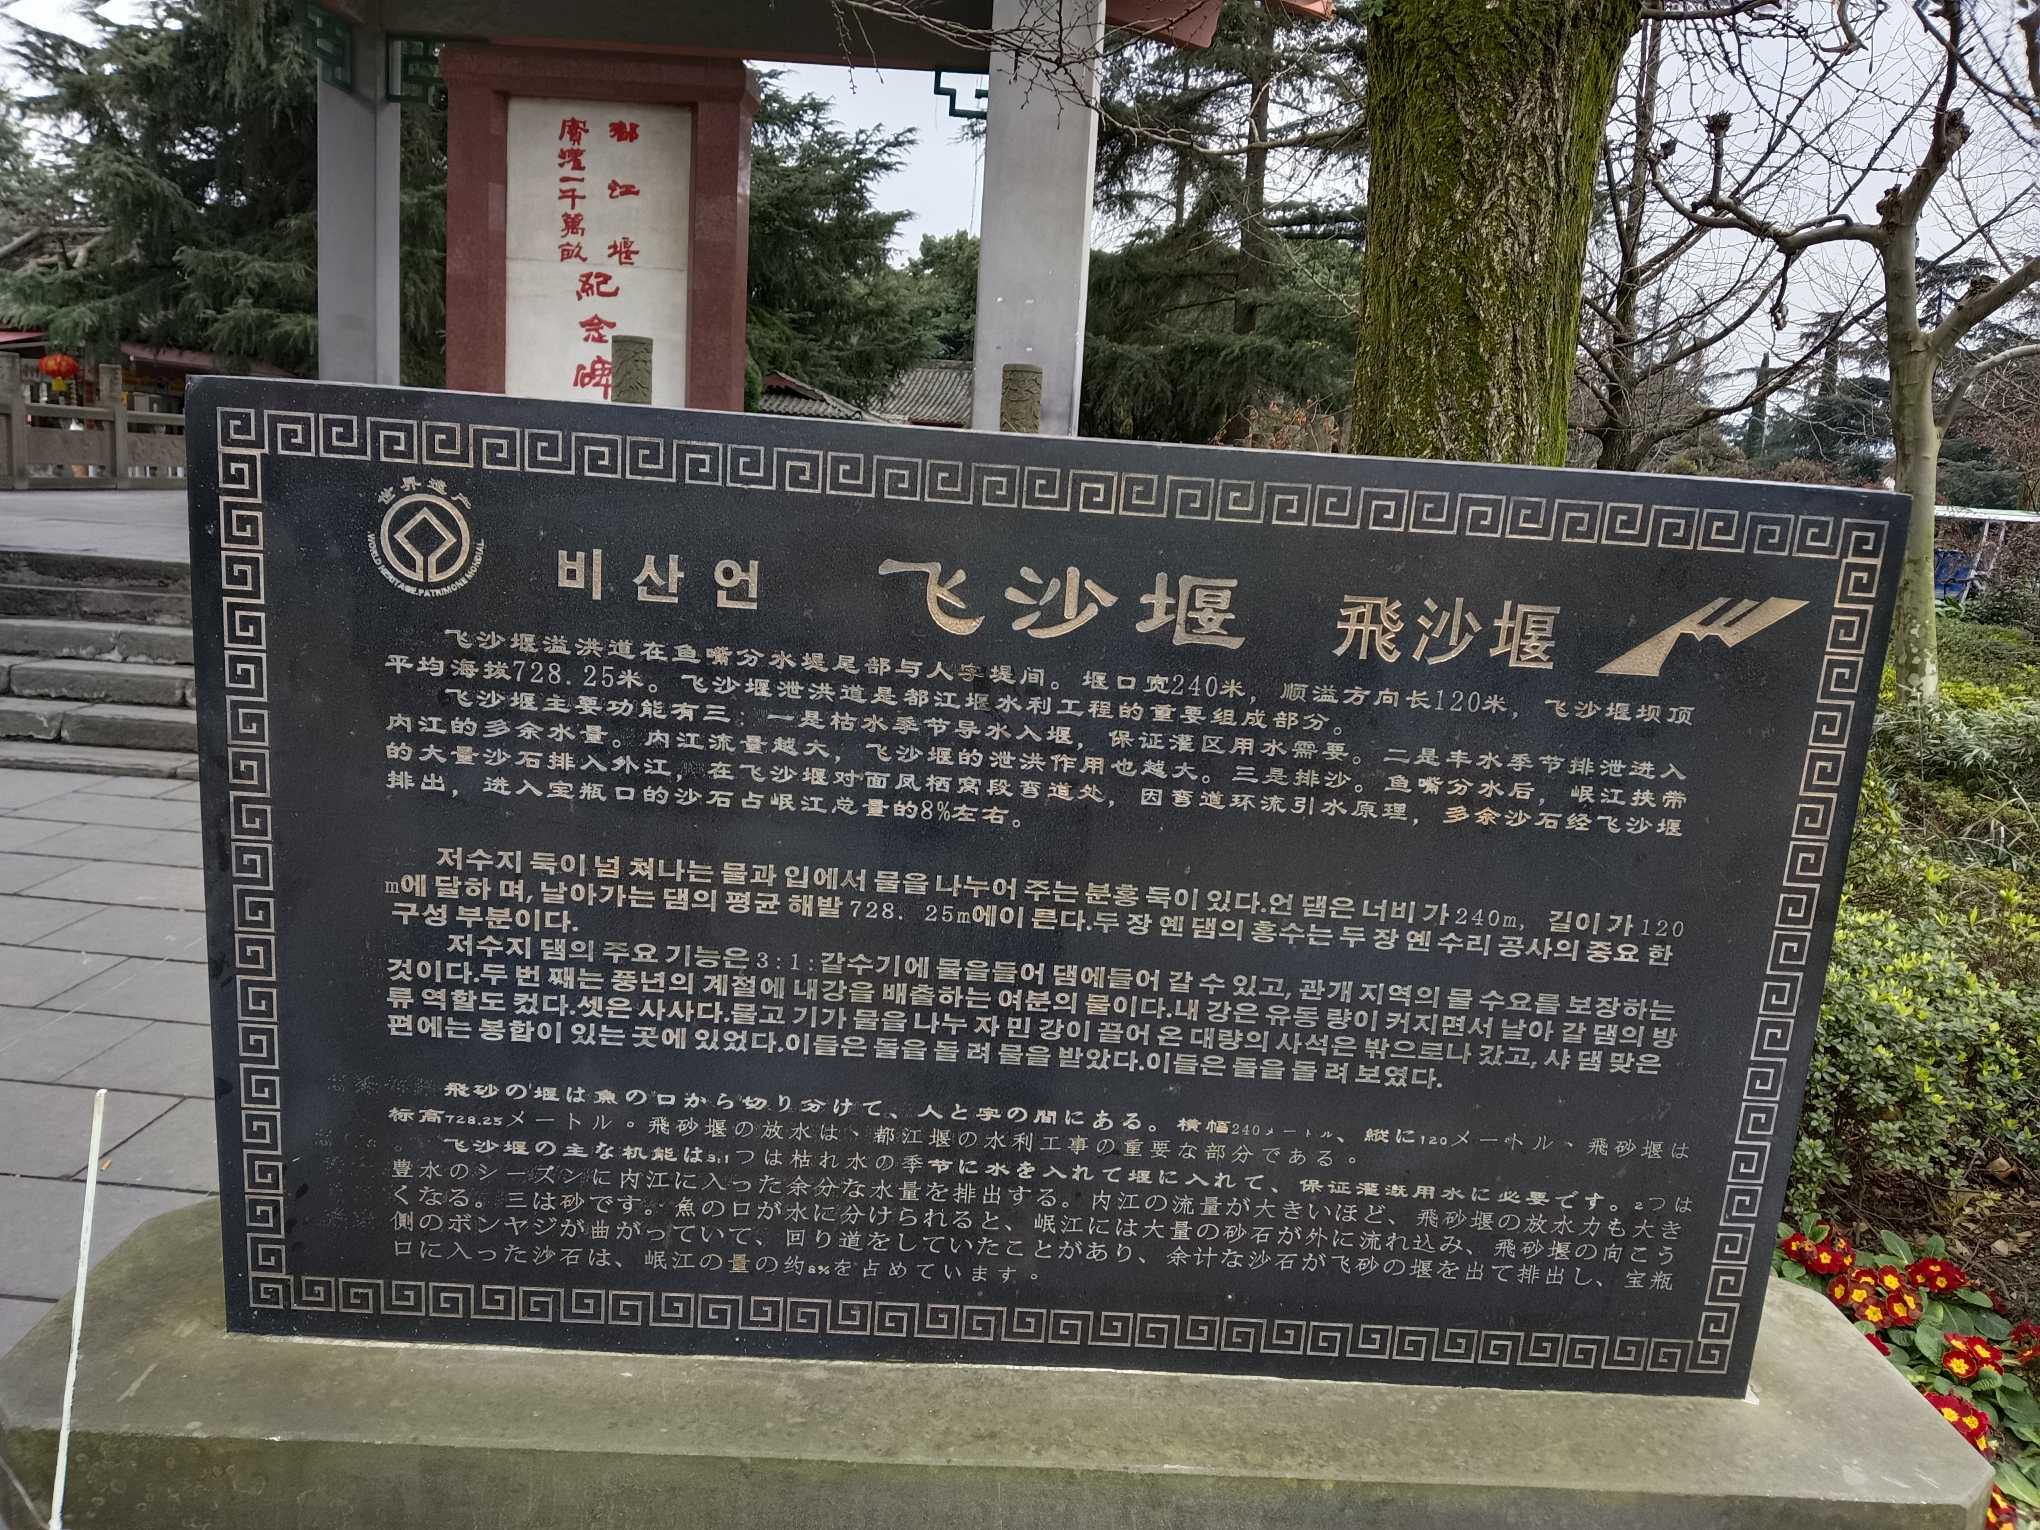 都江堰
實灌一千萬畝
紀念碑
世界遗产
WORLD HERITAGE.PATRIMOINE MONDIAL
비산언 飞沙堰 飛沙堰
飞沙堰溢洪道在鱼嘴分水堤尾部与人字堤间。堰口宽240米，顺溢方向长120米，飞沙堰坝顶
平均海拔728.25米。飞沙堰泄洪道是都江堰水利工程的重要组成部分。
飞沙堰主要功能有三：一是枯水季节导水入堰，保证灌区用水需要。二是丰水季节排泄进入
内江的多余水量。内江流量越大，飞沙堰的泄洪作用也越大。三是排沙。鱼嘴分水后，岷江挟带
的大量沙石排入外江，在飞沙堰对面凤栖窝段弯道处，因弯道环流引水原理，多余沙石经飞沙堰
排出，进入宝瓶口的沙石占岷江总量的8%左右。
저수지 둑이 넘 쳐나는 물과 입에서 물을 나누어 주는 분홍 둑이 있다.언 댐은 너비 가 240m, 길이 가 120
m에 달하 며, 날아가는 댐의 평균 해발 728. 25m에이 른다.두 장 옌 댐의 홍수는 두 장 옌 수리 공사의 중요 한
구성 부분이다.
저수지 댐의 주요 기능은 3:1:갈수기에 물을들어 댐에들어 갈 수 있고, 관개 지역의 물 수요를 보장하는
것이다.두 번 째는 풍년의 계절에 내강을 배출하는 여분의 물이다.내 강은 유동 량이 커지면서 날아 갈 댐의 방
류 역할도 컸다.셋은 사사다.물고 기가 물을 나누 자 민 강이 끌어 온 대량의 사석은 밖으로나 갔고, 샤 댐 맞은
편에는 봉합이 있는 곳에 있었다.이들은 돌을 돌 려 물을 받았다.이들은 돌을 돌 려 보였다.
飛砂の堰は魚の口から切り分けて、人と字の間にある。横幅240メートル、縦に120メートル、飛砂堰は
标高728.25メートル。飛砂堰の放水は、都江堰の水利工事の重要な部分である。
。飞沙堰の主な机能は3:1つは枯れ水の季节に水を入れて堰に入れて、保证灌溉用水に必要です。2つは
豊水のシーズンに内江に入った余分な水量を排出する。内江の流量が大きいほど、飛砂堰の放水力も大き
くなる。三は砂です。魚の口が水に分けられると、岷江には大量の砂石が外に流れ込み、飛砂堰の向こう
側のボンヤジが曲がっていて、回り道をしていたことがあり、余计な沙石が飞砂の堰を出て排出し、宝瓶
口に入った沙石は、岷江の量の约8%を占めています。